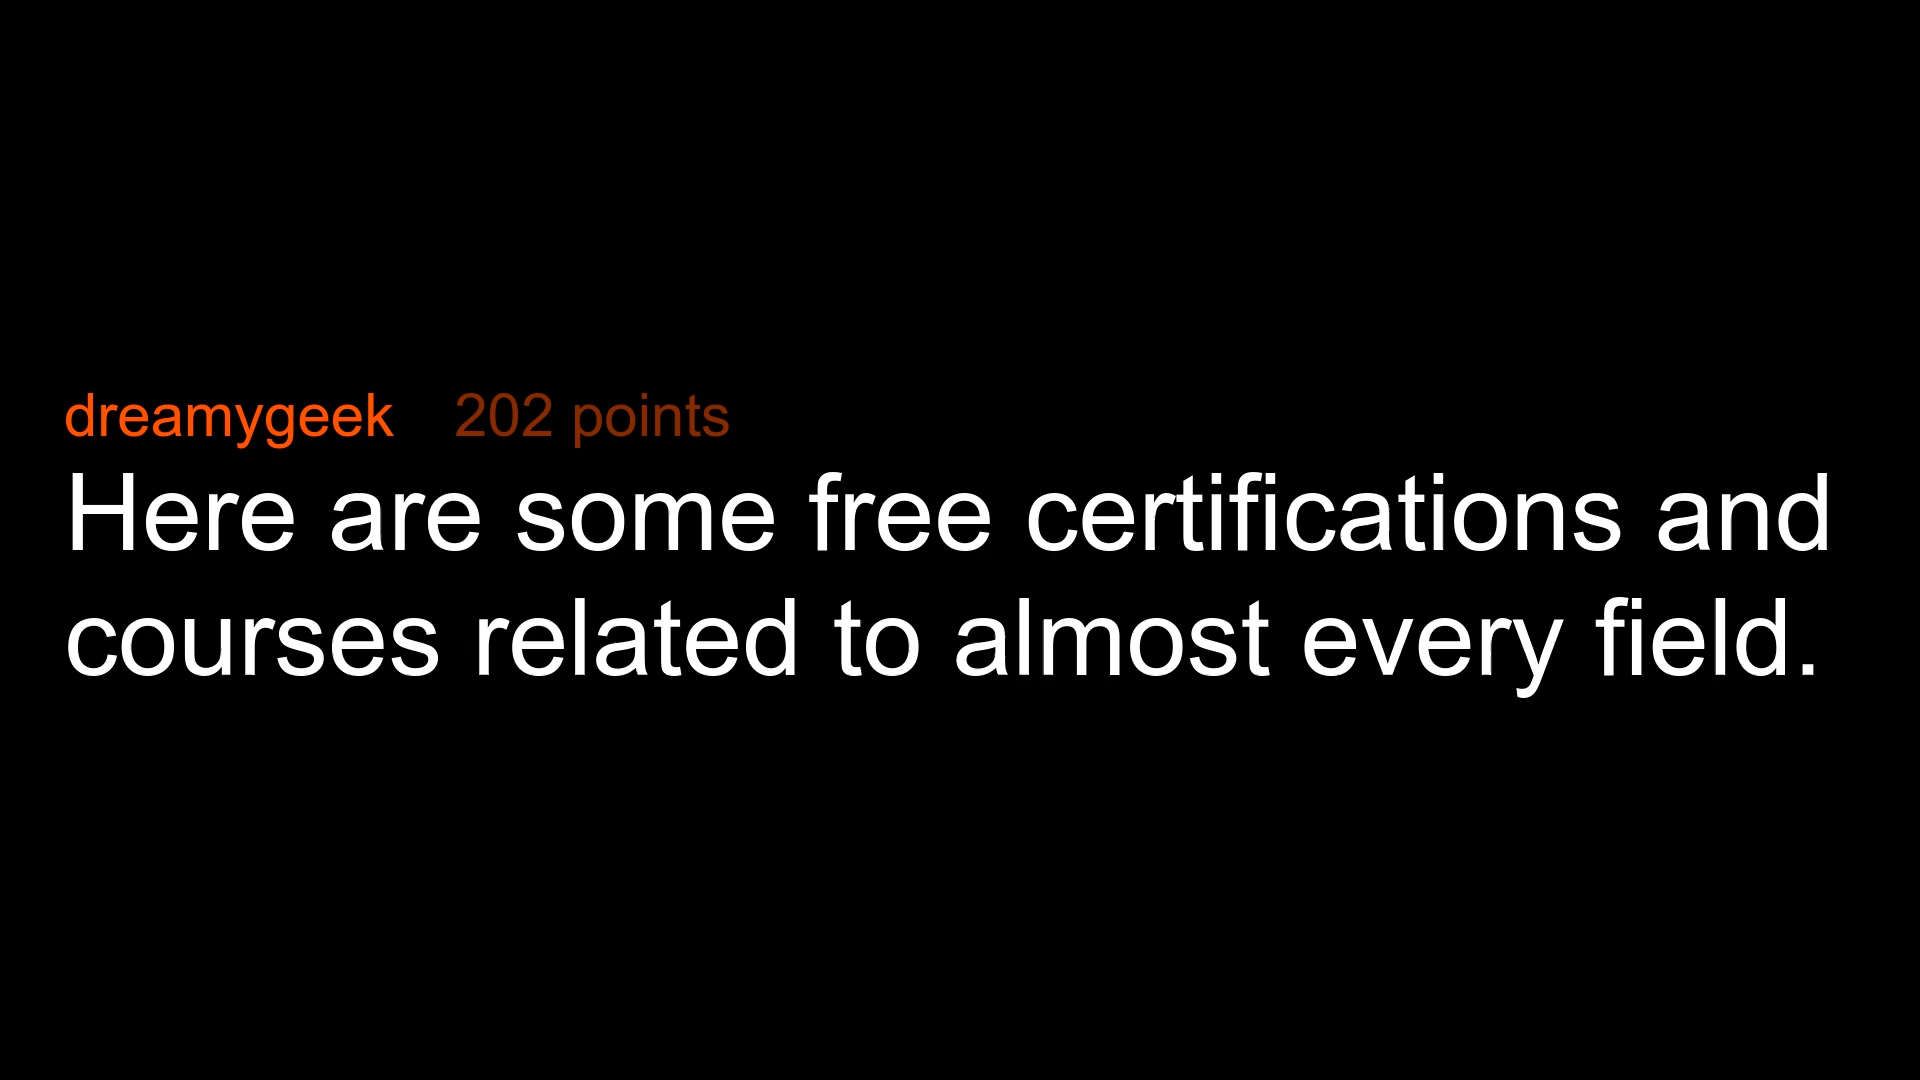 dreamygeek 202 points
Here are some free certifications and
courses related to almost every field.